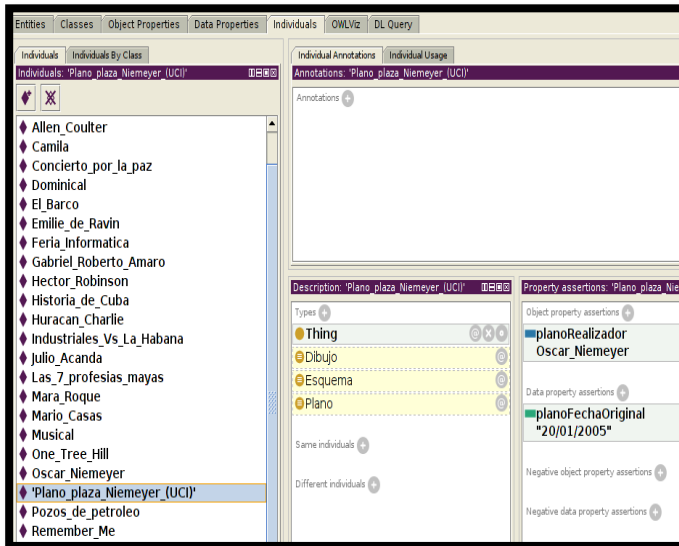 Entities Classes Object Properties Data Properties Individuals OWLViz DL Query
Individuals Individuals By Class
Individuals: 'Plano_plaza_Niemeyer_(UCI)'
Allen_Coulter
Camila
Concierto_por_la_paz
Dominical
El_Barco
Emilie_de_Ravin
Feria_Informatica
Gabriel_Roberto_Amaro
Hector_Robinson
Historia_de_Cuba
Huracan_Charlie
Industriales_Vs_La_Habana
Julio_Acanda
Las_7_profesias_mayas
Mara_Roque
Mario_Casas
Musical
One_Tree_Hill
Oscar_Niemeyer
'Plano_plaza_Niemeyer_(UCI)'
Pozos_de_petroleo
Remember_Me
Individual Annotations Individual Usage
Annotations: 'Plano_plaza_Niemeyer_(UCI)'
Annotations
Description: 'Plano_plaza_Niemeyer_(UCI)'
Types
Thing
Dibujo
Esquema
Plano
Same individuals
Different individuals
Property assertions: 'Plano_plaza_Nie
Object property assertions
planoRealizador
Oscar_Niemeyer
Data property assertions
planoFechaOriginal
"20/01/2005"
Negative object property assertions
Negative data property assertions